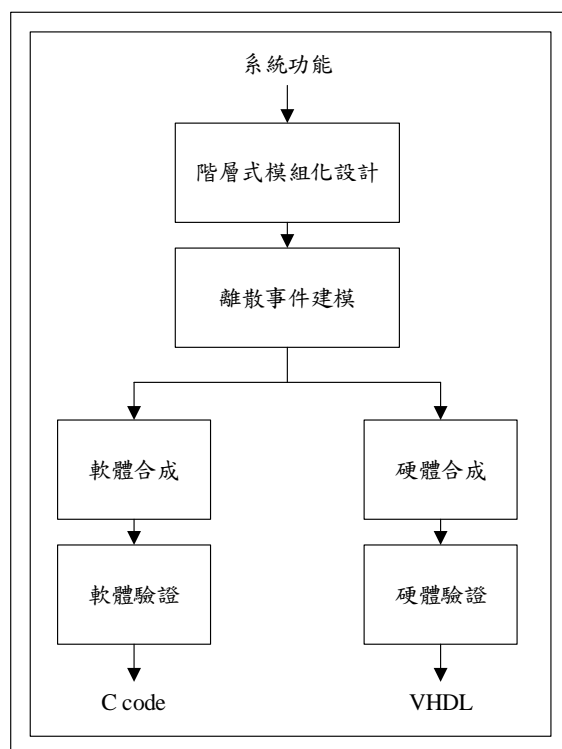 系統功能
階層式模組化設計
離散事件建模
軟體合成
硬體合成
軟體驗證
硬體驗證
C code
VHDL